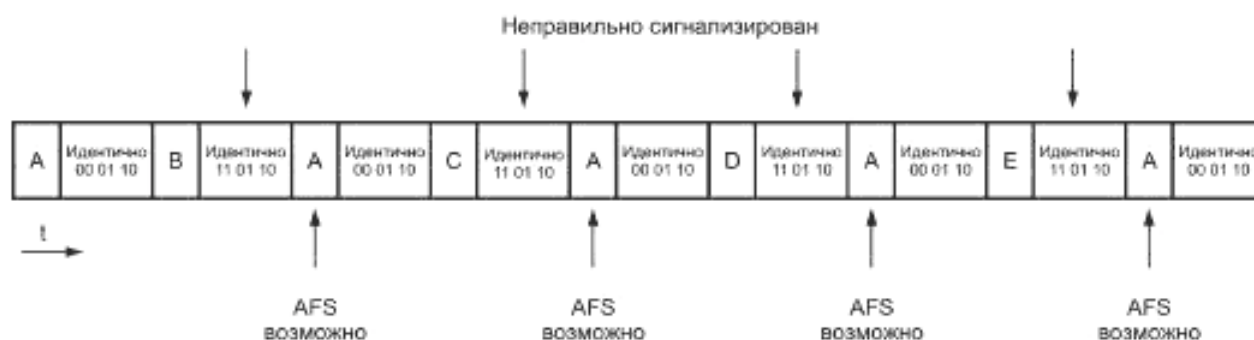 Неправильно сигнализирован
A
Идентично
00 01 10
B
Идентично
11 01 10
A
Идентично
00 01 10
C
Идентично
11 01 10
A
Идентично
00 01 10
D
Идентично
11 01 10
A
Идентично
00 01 10
E
Идентично
11 01 10
A
Идентично
00 01 10
t
AFS
возможно
AFS
возможно
AFS
возможно
AFS
возможно